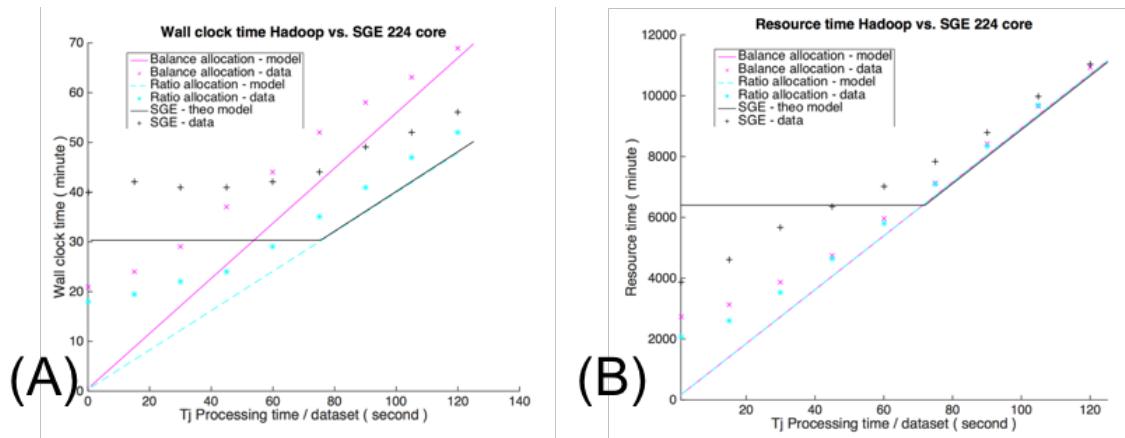 Wall clock time Hadoop vs. SGE 224 core
Balance allocation - model
Balance allocation - data
Ratio allocation - model
Ratio allocation - data
SGE - theo model
SGE - data
Wall clock time ( minute )
70
60
50
40
30
20
10
0
0 20 40 60 80 100 120 140
Tj Processing time / dataset ( second )
(A)
Resource time Hadoop vs. SGE 224 core
Balance allocation - model
Balance allocation - data
Ratio allocation - model
Ratio allocation - data
SGE - theo model
SGE - data
Resource time ( minute )
12000
10000
8000
6000
4000
2000
0
20 40 60 80 100 120
Tj Processing time / dataset ( second )
(B)